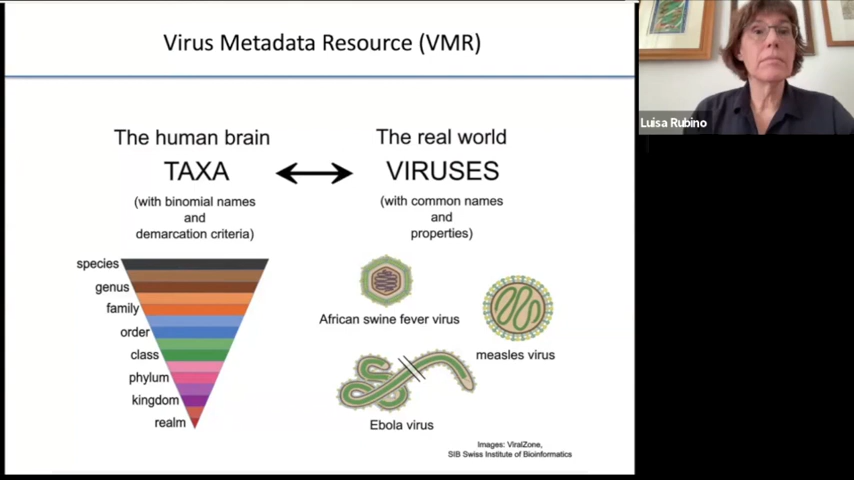 Virus Metadata Resource (VMR)
The human brain
TAXA
(with binomial names
and
demarcation criteria)
species
genus
family
order
class
phylum
kingdom
realm
The real world
VIRUSES
(with common names
and
properties)
African swine fever virus
measles virus
Ebola virus
Images: ViralZone,
SIB Swiss Institute of Bioinformatics
Luisa Rubino